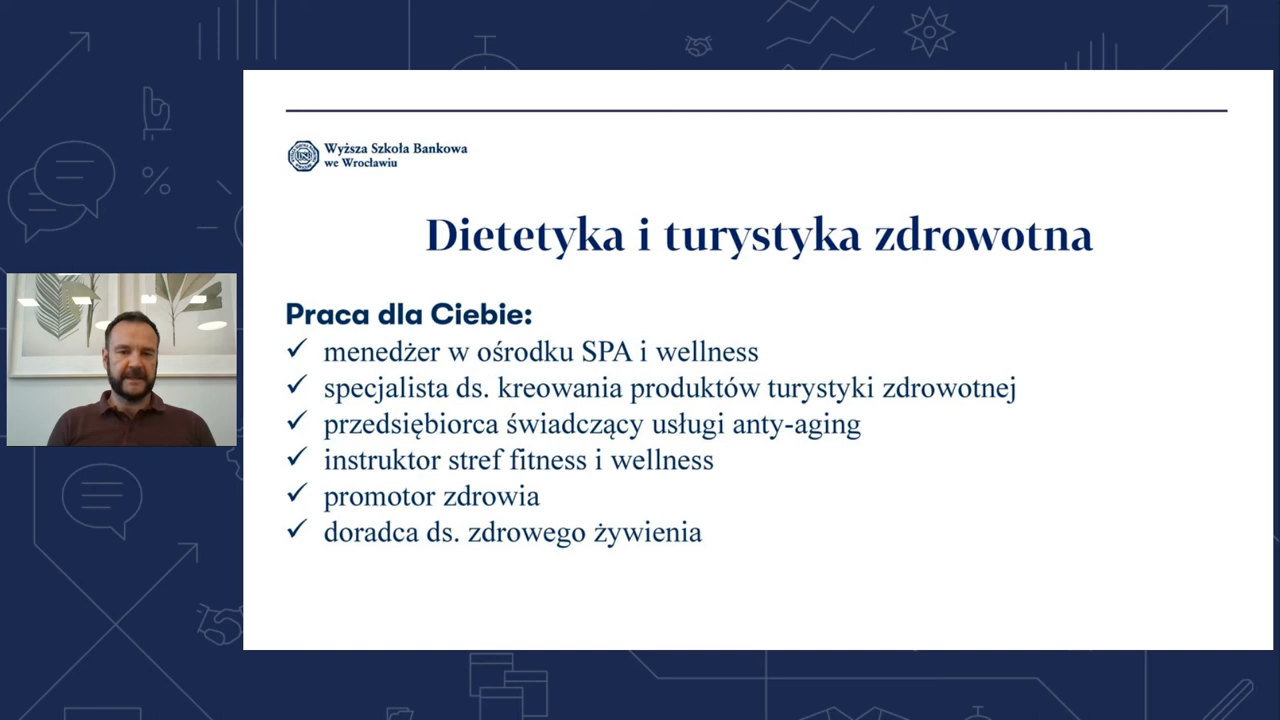 Wyższa Szkoła Bankowa
we Wrocławiu
Dietetyka i turystyka zdrowotna
Praca dla Ciebie:
✓ menedżer w ośrodku SPA i wellness
✓ specjalista ds. kreowania produktów turystyki zdrowotnej
✓ przedsiębiorca świadczący usługi anty-aging
✓ instruktor stref fitness i wellness
✓ promotor zdrowia
✓ doradca ds. zdrowego żywienia